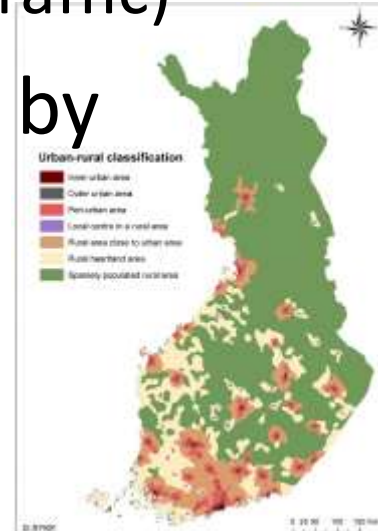 by
Urban-rural classification
Inner urban area
Outer urban area
Peri-urban area
Local centre in a rural area
Rural area close to urban area
Rural heartland area
Sparsely populated rural area